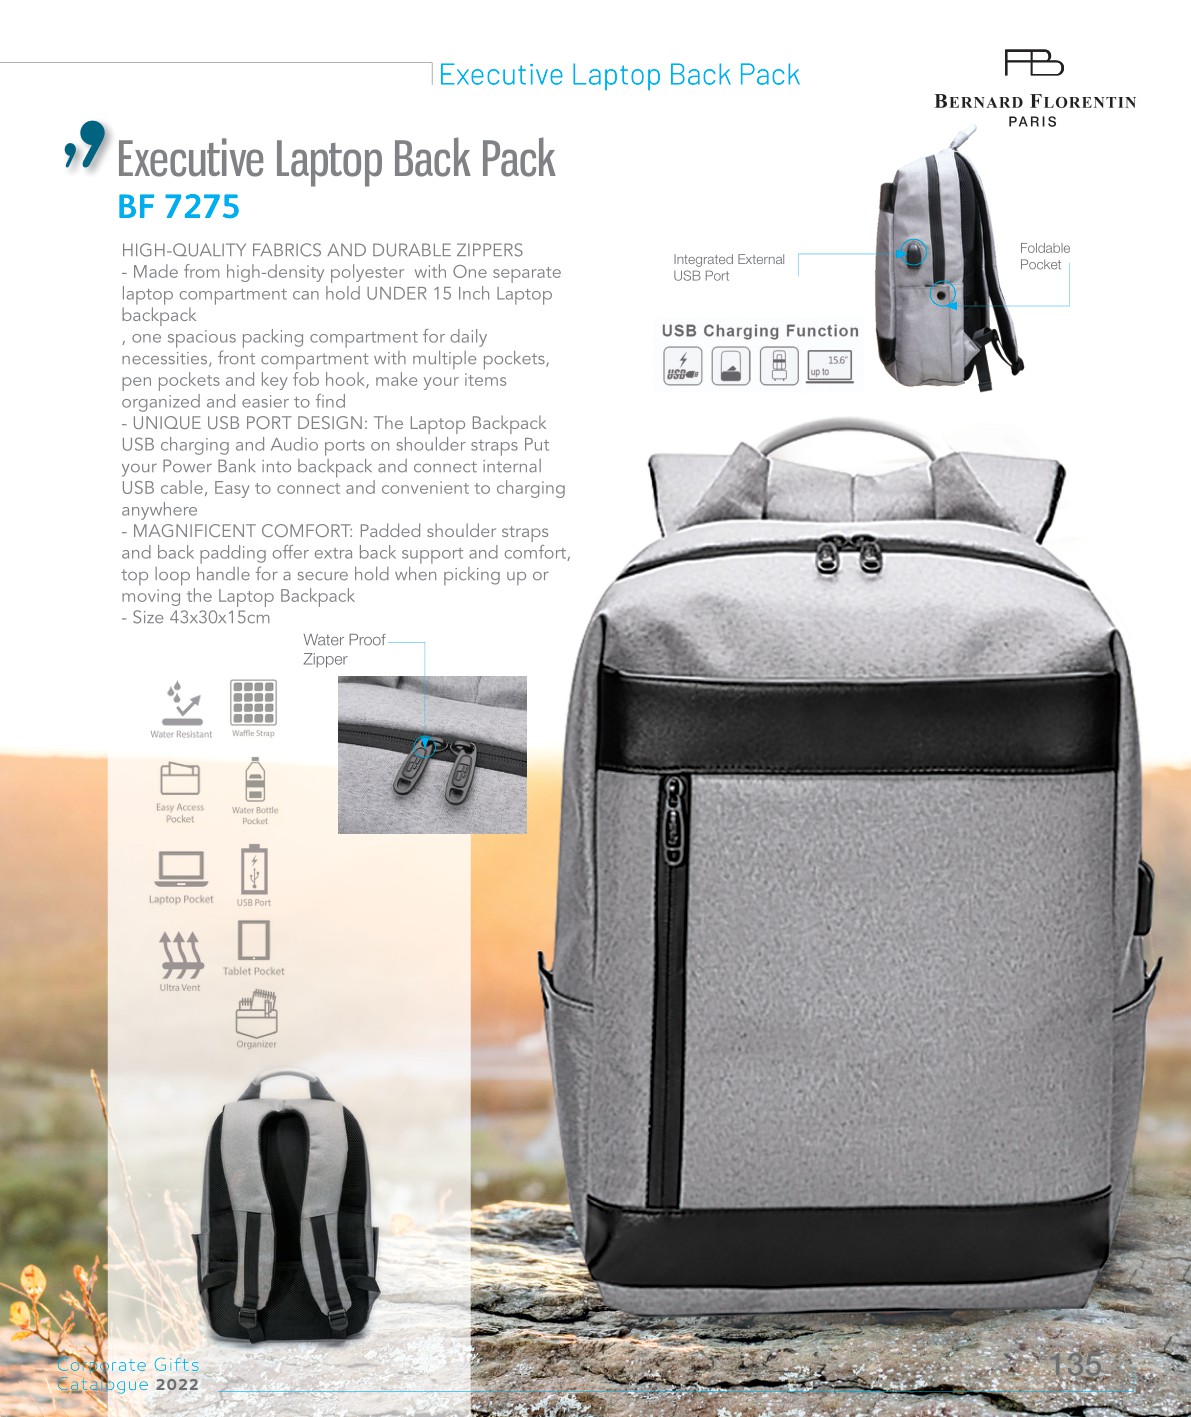 Executive Laptop Back Pack
BERNARD FLORENTIN
PARIS
Executive Laptop Back Pack
BF 7275
HIGH-QUALITY FABRICS AND DURABLE ZIPPERS
- Made from high-density polyester  with One separate
laptop compartment can hold UNDER 15 Inch Laptop
backpack
, one spacious packing compartment for daily
necessities, front compartment with multiple pockets,
pen pockets and key fob hook, make your items
organized and easier to find
- UNIQUE USB PORT DESIGN: The Laptop Backpack
USB charging and Audio ports on shoulder straps Put
your Power Bank into backpack and connect internal
USB cable, Easy to connect and convenient to charging
anywhere
- MAGNIFICENT COMFORT: Padded shoulder straps
and back padding offer extra back support and comfort,
top loop handle for a secure hold when picking up or
moving the Laptop Backpack
- Size 43x30x15cm
Integrated External
USB Port
Foldable
Pocket
USB Charging Function
USB
15.6"
up to
Water Proof
Zipper
Water Resistant
Waffle Strap
Easy Access
Pocket
Water Bottle
Pocket
Laptop Pocket
USB Port
Ultra Vent
Tablet Pocket
Organizer
Corporate Gifts
Catalogue 2022
135